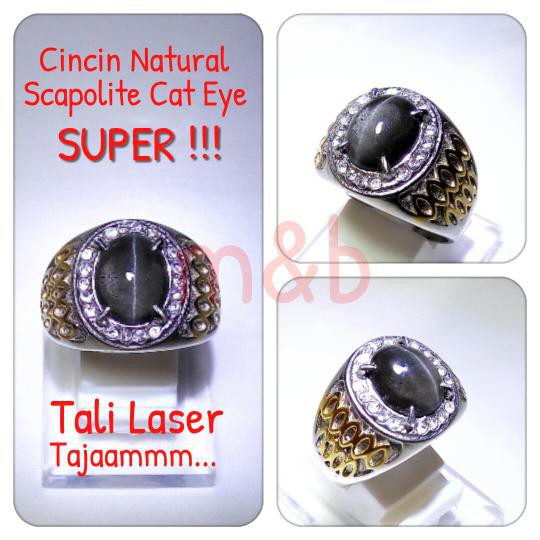 Cincin Natural
Scapolite Cat Eye
SUPER !!!
m&b
Tali Laser
Tajaammm...